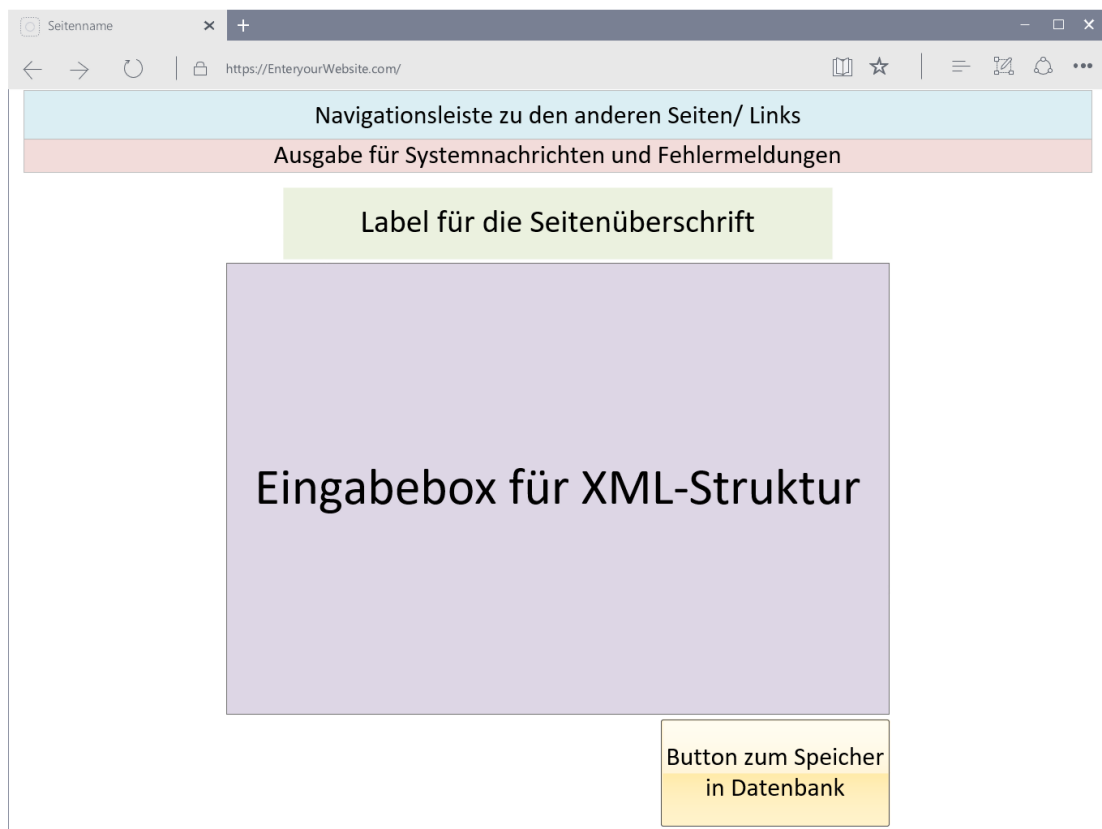 Seitenname
https://EnteryourWebsite.com/
Navigationsleiste zu den anderen Seiten/ Links
Ausgabe für Systemnachrichten und Fehlermeldungen
Label für die Seitenüberschrift
Eingabebox für XML-Struktur
Button zum Speicher
in Datenbank